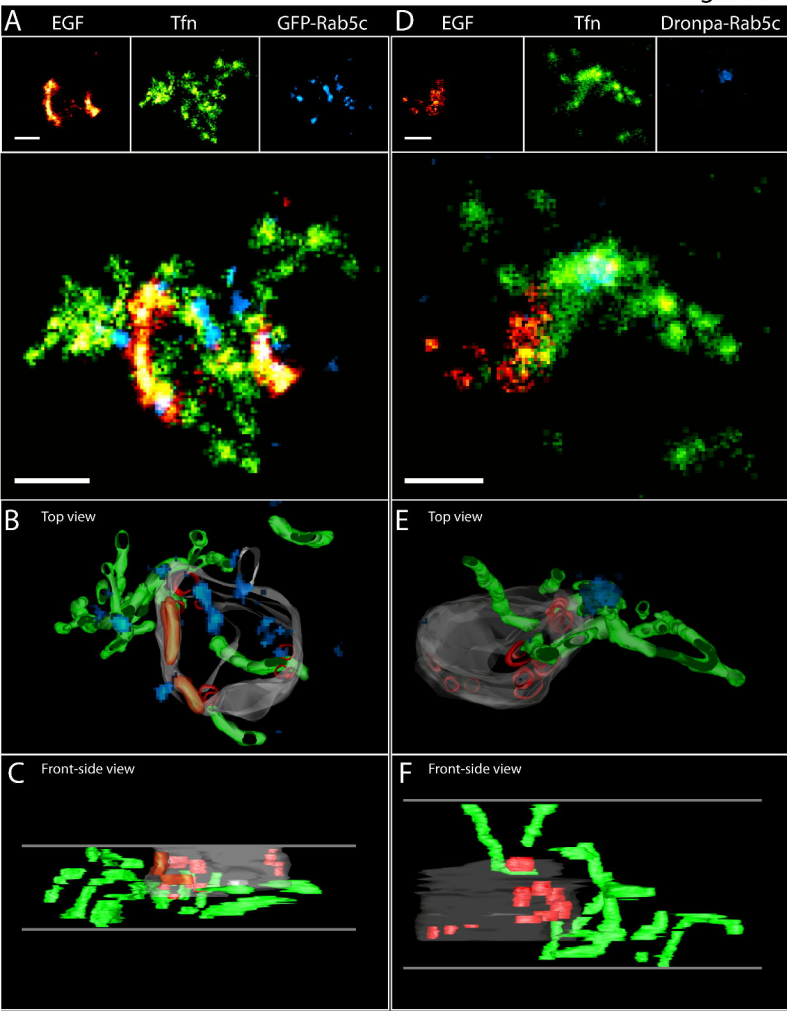 A EGF Tfn GFP-Rab5c
D EGF Tfn Dronpa-Rab5c
B Top view
E Top view
C Front-side view
F Front-side view